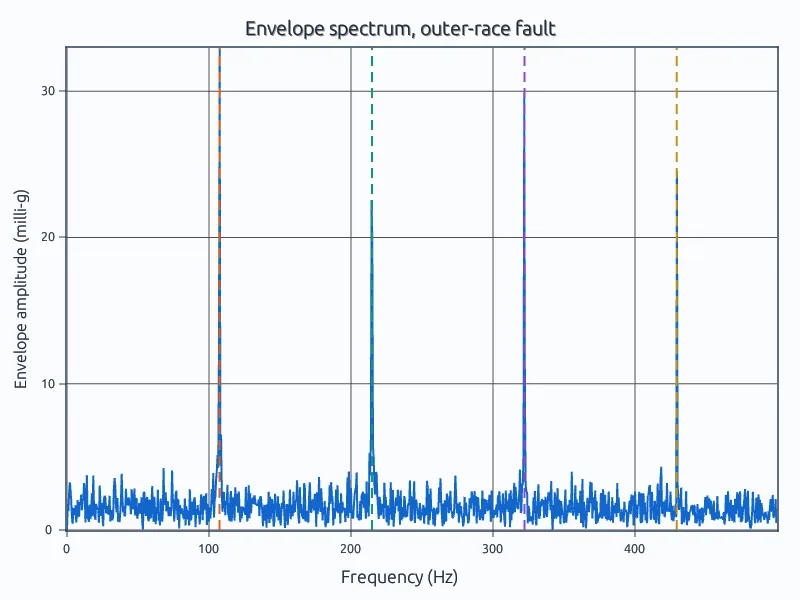 Envelope spectrum, outer-race fault
Envelope amplitude (milli-g)
30
20
10
0
0 100 200 300 400
Frequency (Hz)